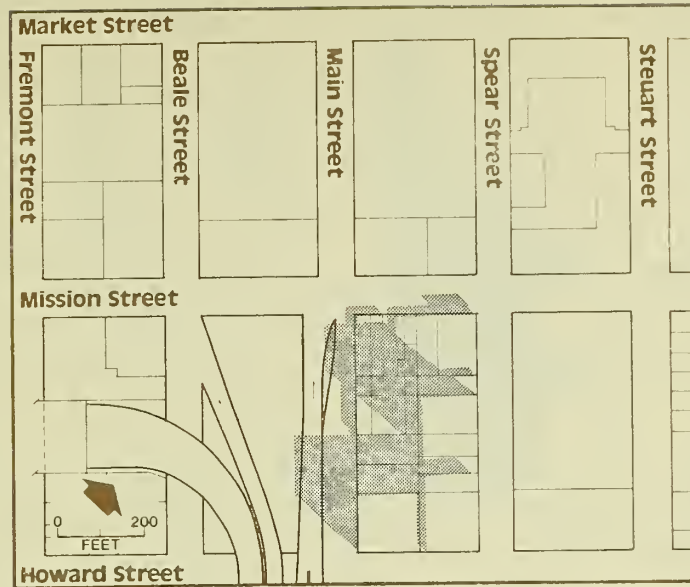 Market Street
Fremont Street
Beale Street
Main Street
Spear Street
Steuart Street
Mission Street
0 200
FEET
Howard Street